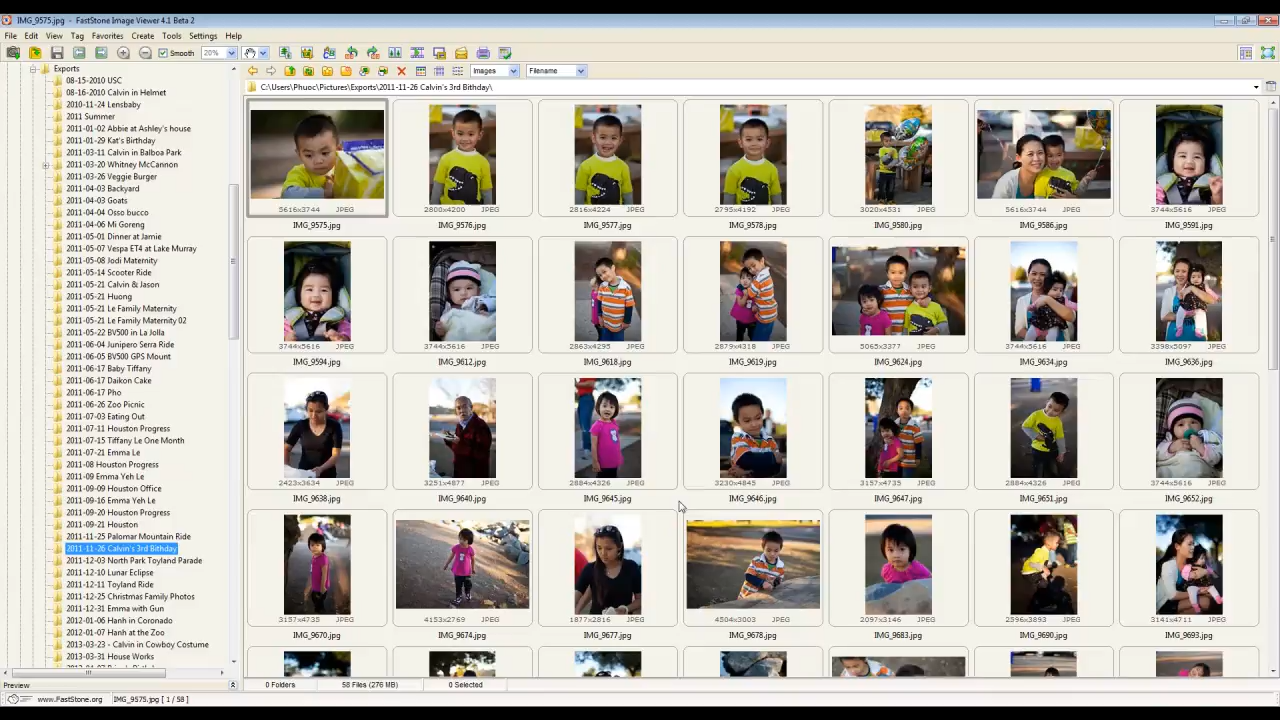 IMG_9575.jpg - FastStone Image Viewer 4.1 Beta 2
File Edit View Tag Favorites Create Tools Settings Help
Smooth 20%
Images Filename
C:\Users\Phuoc\Pictures\Exports\2011-11-26 Calvin's 3rd Bithday\
Exports
08-15-2010 USC
08-16-2010 Calvin in Helmet
2010-11-24 Lensbaby
2011 Summer
2011-01-02 Abbie at Ashley's house
2011-01-29 Kat's Birthday
2011-03-11 Calvin in Balboa Park
2011-03-20 Whitney McCannon
2011-03-26 Veggie Burger
2011-04-03 Backyard
2011-04-03 Goats
2011-04-04 Osso bucco
2011-04-06 Mi Goreng
2011-05-01 Dinner at Jamie
2011-05-07 Vespa ET4 at Lake Murray
2011-05-08 Jodi Maternity
2011-05-14 Scooter Ride
2011-05-21 Calvin & Jason
2011-05-21 Huong
2011-05-21 Le Family Maternity
2011-05-21 Le Family Maternity 02
2011-05-22 BV500 in La Jolla
2011-06-04 Junipero Serra Ride
2011-06-05 BV500 GPS Mount
2011-06-17 Baby Tiffany
2011-06-17 Daikon Cake
2011-06-17 Pho
2011-06-26 Zoo Picnic
2011-07-03 Eating Out
2011-07-11 Houston Progress
2011-07-15 Tiffany Le One Month
2011-07-21 Emma Le
2011-08 Houston Progress
2011-09 Emma Yeh Le
2011-09-09 Houston Office
2011-09-16 Emma Yeh Le
2011-09-20 Houston Progress
2011-09-21 Houston
2011-11-25 Palomar Mountain Ride
2011-11-26 Calvin's 3rd Bithday
2011-12-03 North Park Toyland Parade
2011-12-10 Lunar Eclipse
2011-12-11 Toyland Ride
2011-12-25 Christmas Family Photos
2011-12-31 Emma with Gun
2012-01-06 Hanh in Coronado
2012-01-07 Hanh at the Zoo
2013-03-23 - Calvin in Cowboy Costume
2013-03-31 House Works
5616x3744 JPEG 2800x4200 JPEG 2816x4224 JPEG 2795x4192 JPEG 3020x4531 JPEG 5616x3744 JPEG 3744x5616 JPEG
IMG_9575.jpg IMG_9576.jpg IMG_9577.jpg IMG_9578.jpg IMG_9580.jpg IMG_9586.jpg IMG_9591.jpg
3744x5616 JPEG 3744x5616 JPEG 2863x4295 JPEG 2879x4318 JPEG 5065x3377 JPEG 3744x5616 JPEG 3398x5097 JPEG
IMG_9594.jpg IMG_9612.jpg IMG_9618.jpg IMG_9619.jpg IMG_9624.jpg IMG_9634.jpg IMG_9636.jpg
2423x3634 JPEG 3251x4877 JPEG 2884x4326 JPEG 3230x4845 JPEG 3157x4735 JPEG 2884x4326 JPEG 3744x5616 JPEG
IMG_9638.jpg IMG_9640.jpg IMG_9645.jpg IMG_9646.jpg IMG_9647.jpg IMG_9651.jpg IMG_9652.jpg
3157x4735 JPEG 4153x2769 JPEG 1877x2816 JPEG 4504x3003 JPEG 2097x3146 JPEG 2596x3893 JPEG 3141x4711 JPEG
IMG_9670.jpg IMG_9674.jpg IMG_9677.jpg IMG_9678.jpg IMG_9683.jpg IMG_9690.jpg IMG_9693.jpg
Preview
0 Folders 58 Files (276 MB) 0 Selected
www.FastStone.org IMG_9575.jpg [ 1 / 58 ]